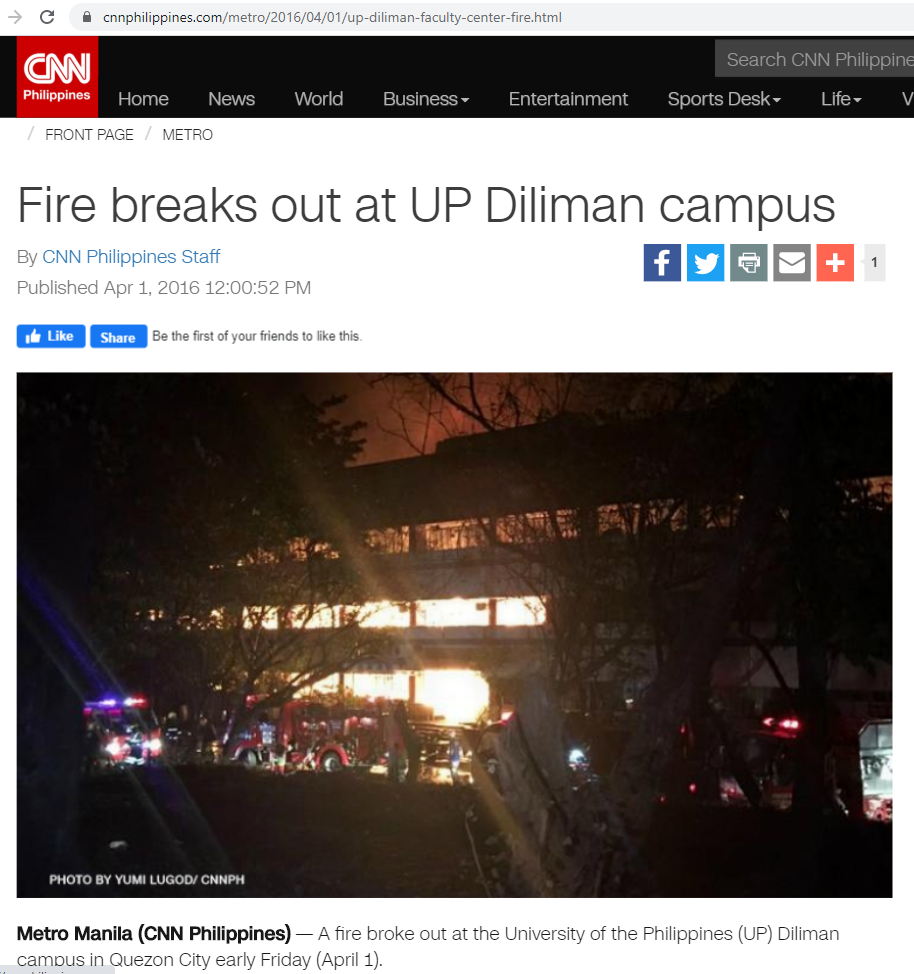 cnnphilippines.com/metro/2016/04/01/up-diliman-faculty-center-fire.html
CNN
Philippines
Search CNN Philippine
Home News World Business Entertainment Sports Desk Life V
/ FRONT PAGE / METRO
Fire breaks out at UP Diliman campus
By CNN Philippines Staff
1
Published Apr 1, 2016 12:00:52 PM
Like Share Be the first of your friends to like this.
PHOTO BY YUMI LUGOD/ CNNPH
Metro Manila (CNN Philippines) — A fire broke out at the University of the Philippines (UP) Diliman
campus in Quezon City early Friday (April 1).